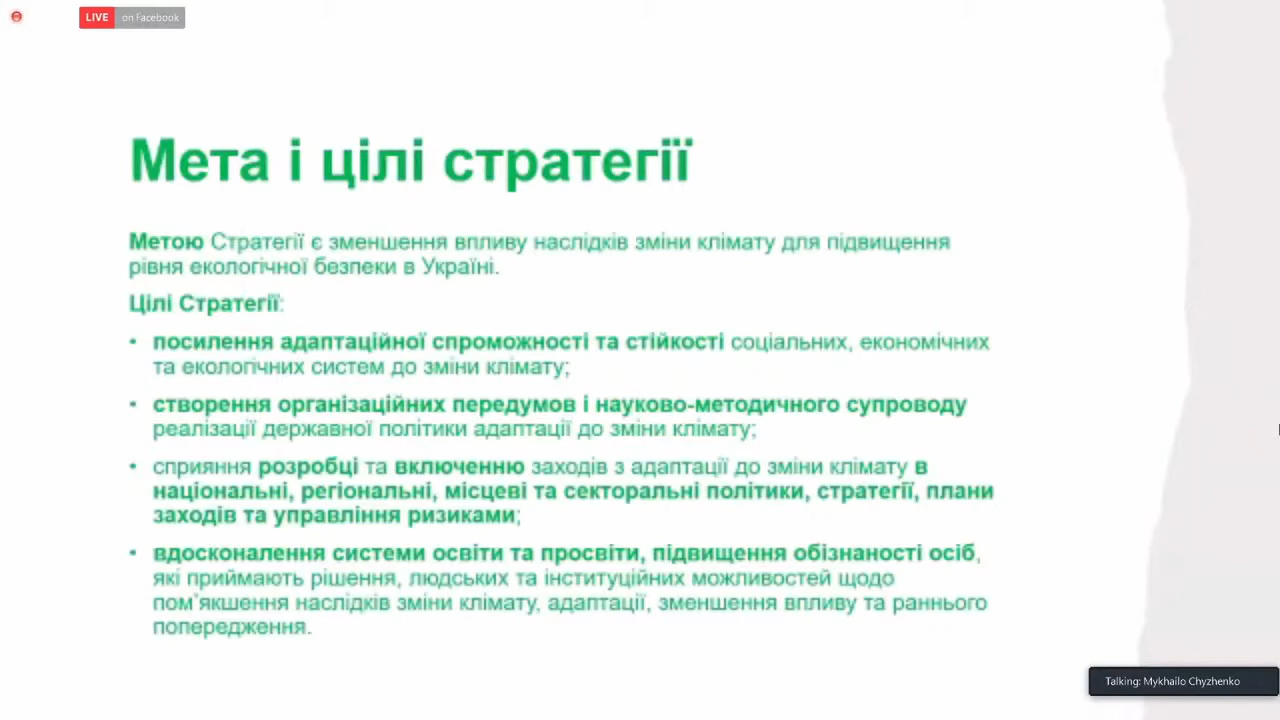 LIVE on Facebook
Мета і цілі стратегії
Метою Стратегії є зменшення впливу наслідків зміни клімату для підвищення
рівня екологічної безпеки в Україні.
Цілі Стратегії:
• посилення адаптаційної спроможності та стійкості соціальних, економічних
та екологічних систем до зміни клімату;
• створення організаційних передумов і науково-методичного супроводу
реалізації державної політики адаптації до зміни клімату;
• сприяння розробці та включенню заходів з адаптації до зміни клімату в
національні, регіональні, місцеві та секторальні політики, стратегії, плани
заходів та управління ризиками;
• вдосконалення системи освіти та просвіти, підвищення обізнаності осіб,
які приймають рішення, людських та інституційних можливостей щодо
пом'якшення наслідків зміни клімату, адаптації, зменшення впливу та раннього
попередження.
Talking: Mykhailo Chyzhenko